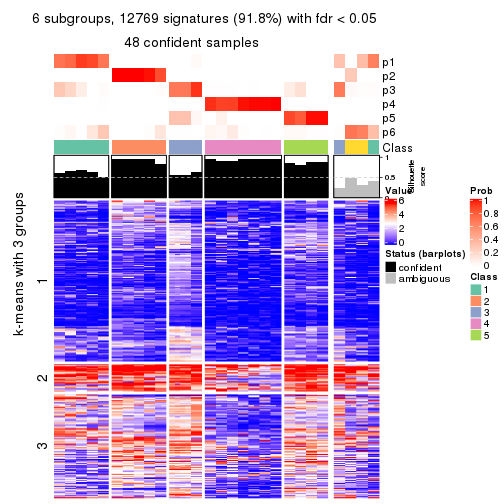 6 subgroups, 12769 signatures (91.8%) with fdr < 0.05
48 confident samples
p1
p2
p3
p4
p5
p6
Class
1
0.5
0
Silhouette
score
k-means with 3 groups
1
2
3
Value
6
4
2
0
Status (barplots)
confident
ambiguous
Prob
1
0.8
0.6
0.4
0.2
0
Class
1
2
3
4
5